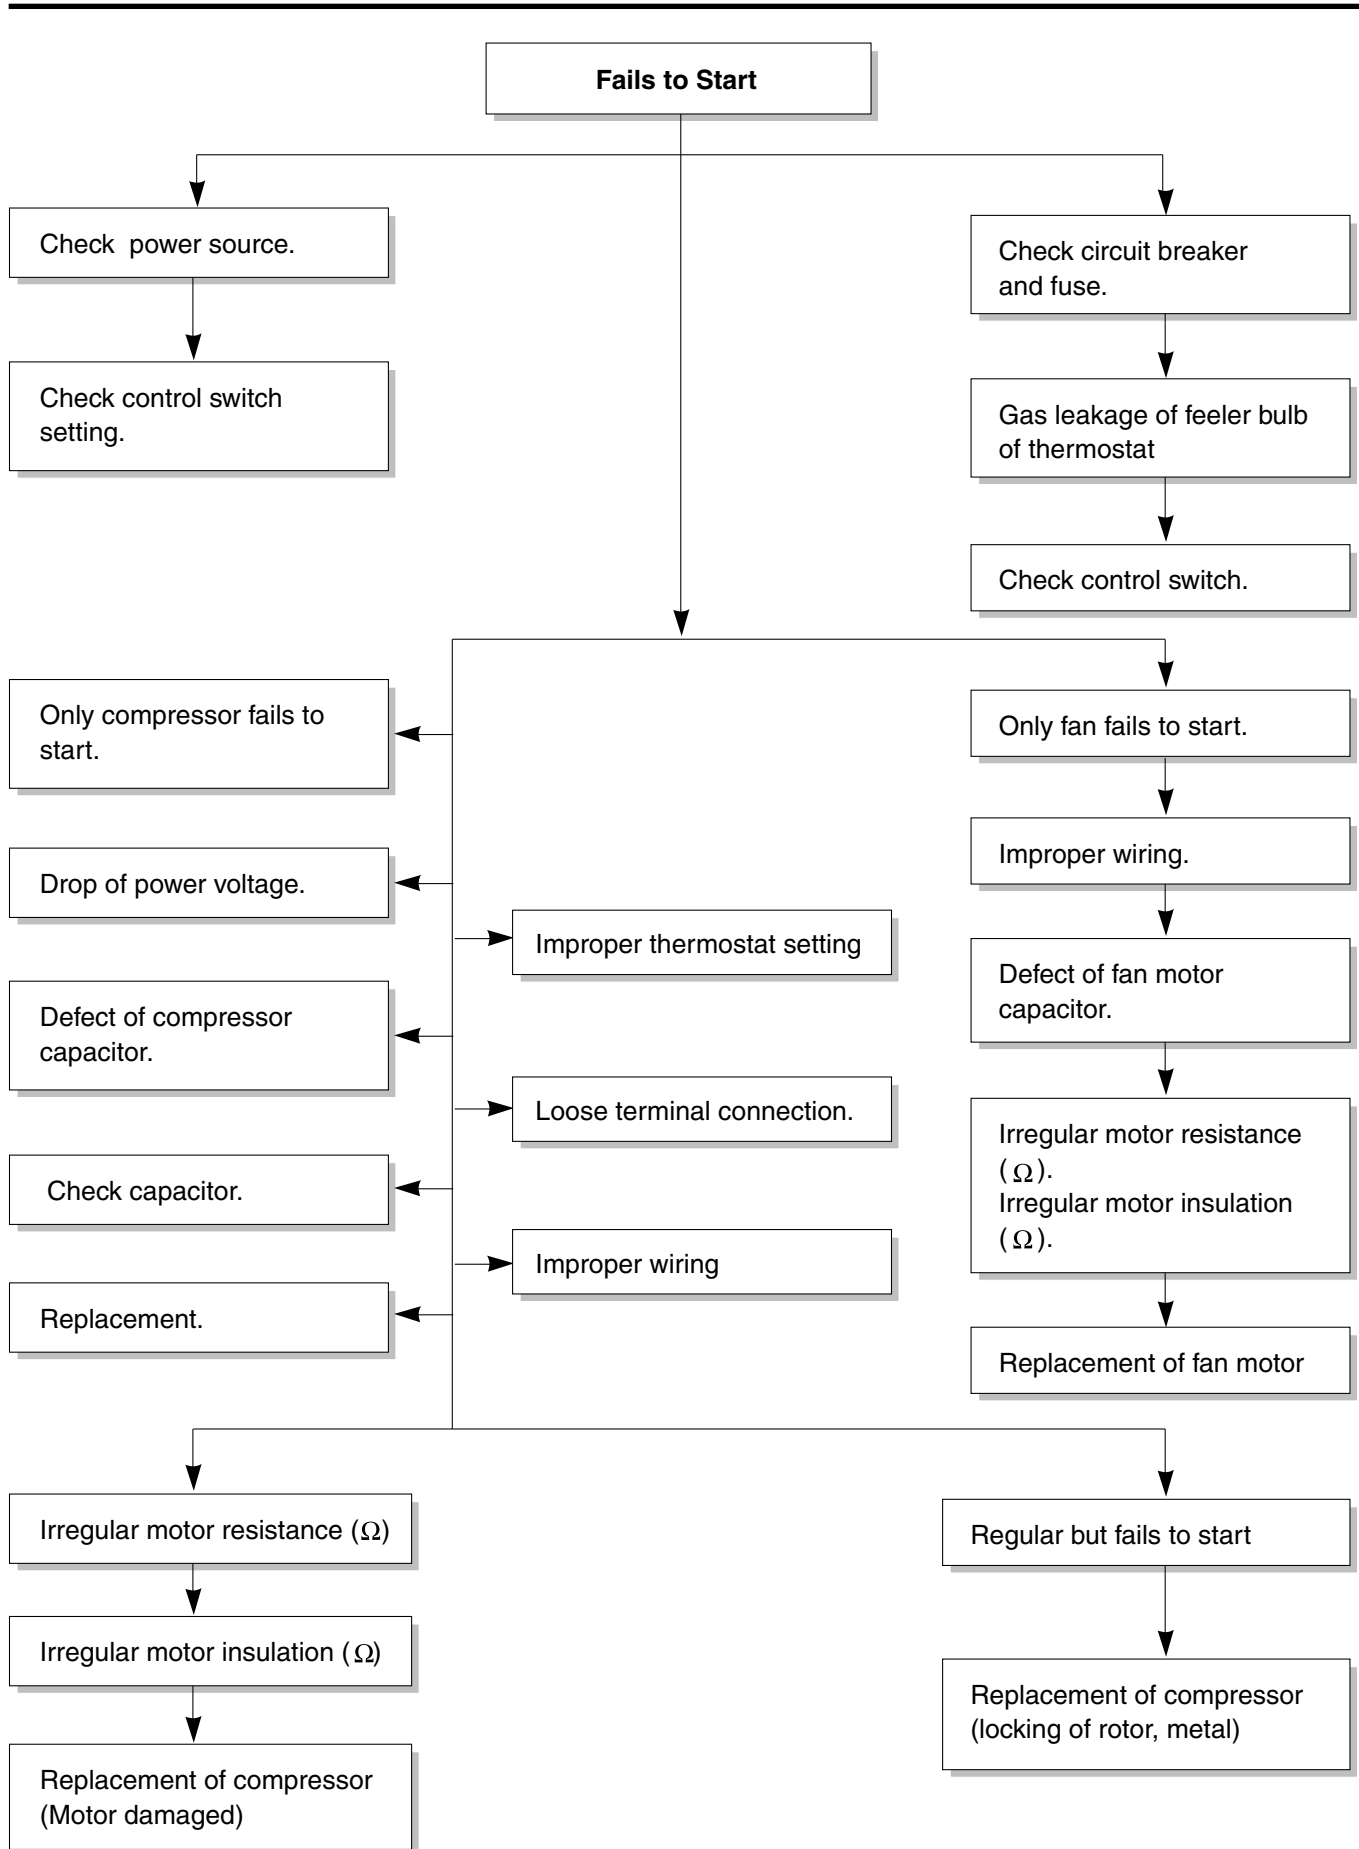 Fails to Start
Check power source.
Check control switch
setting.
Check circuit breaker
and fuse.
Gas leakage of feeler bulb
of thermostat
Check control switch.
Only compressor fails to
start.
Drop of power voltage.
Defect of compressor
capacitor.
Check capacitor.
Replacement.
Improper thermostat setting
Loose terminal connection.
Improper wiring
Only fan fails to start.
Improper wiring.
Defect of fan motor
capacitor.
Irregular motor resistance
(Ω).
Irregular motor insulation
(Ω).
Replacement of fan motor
Irregular motor resistance (Ω)
Irregular motor insulation (Ω)
Replacement of compressor
(Motor damaged)
Regular but fails to start
Replacement of compressor
(locking of rotor, metal)